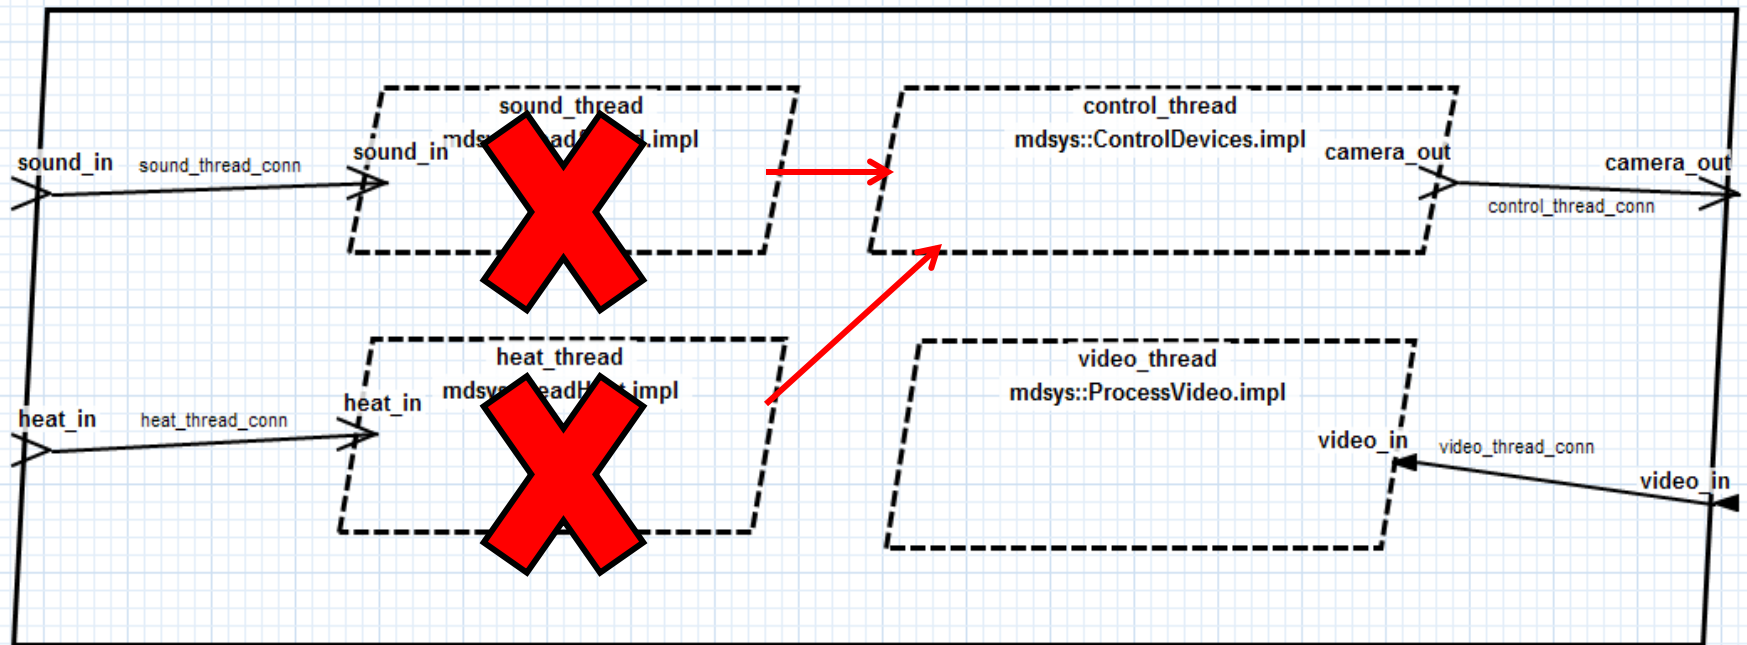 sound_thread
control_thread
mdsys::ControlDevices.impl
sound_in
sound_thread_conn
sound_in
camera_out
camera_out
control_thread_conn
heat_thread
video_thread
mdsys::ProcessVideo.impl
heat_in
heat_thread_conn
heat_in
video_in
video_thread_conn
video_in